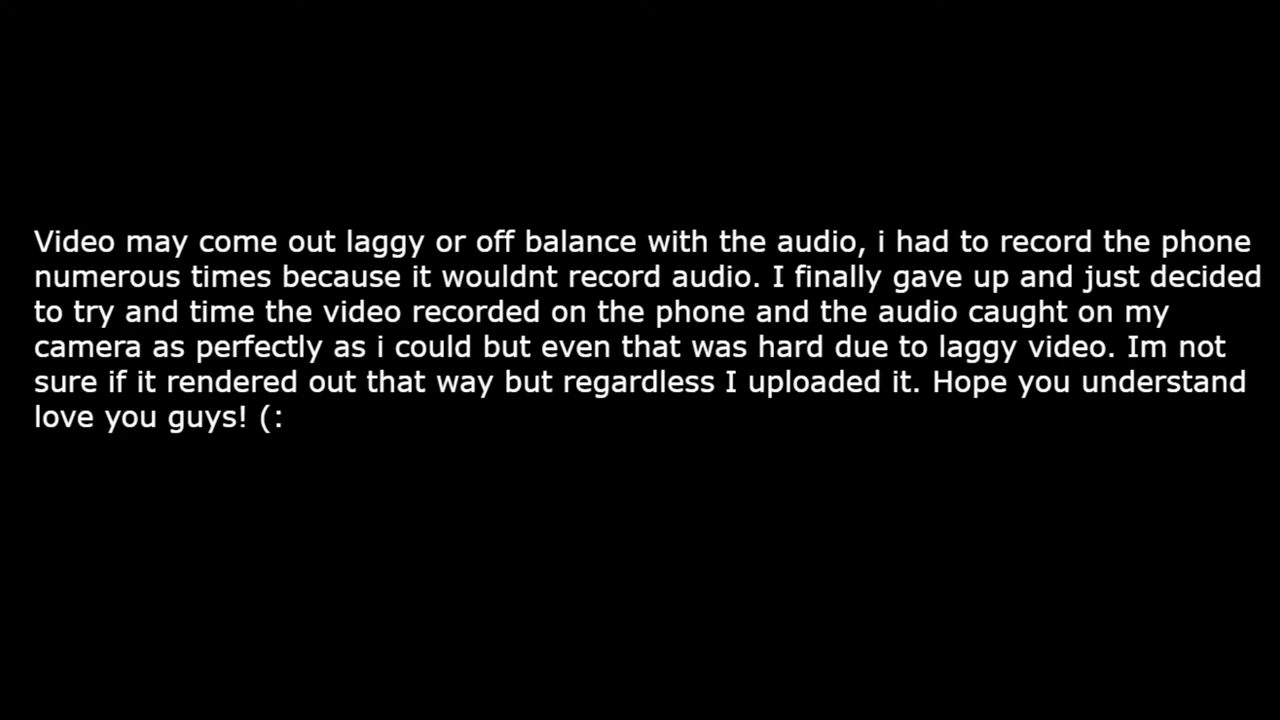 Video may come out laggy or off balance with the audio, i had to record the phone
numerous times because it wouldnt record audio. I finally gave up and just decided
to try and time the video recorded on the phone and the audio caught on my
camera as perfectly as i could but even that was hard due to laggy video. Im not
sure if it rendered out that way but regardless I uploaded it. Hope you understand
love you guys! (: